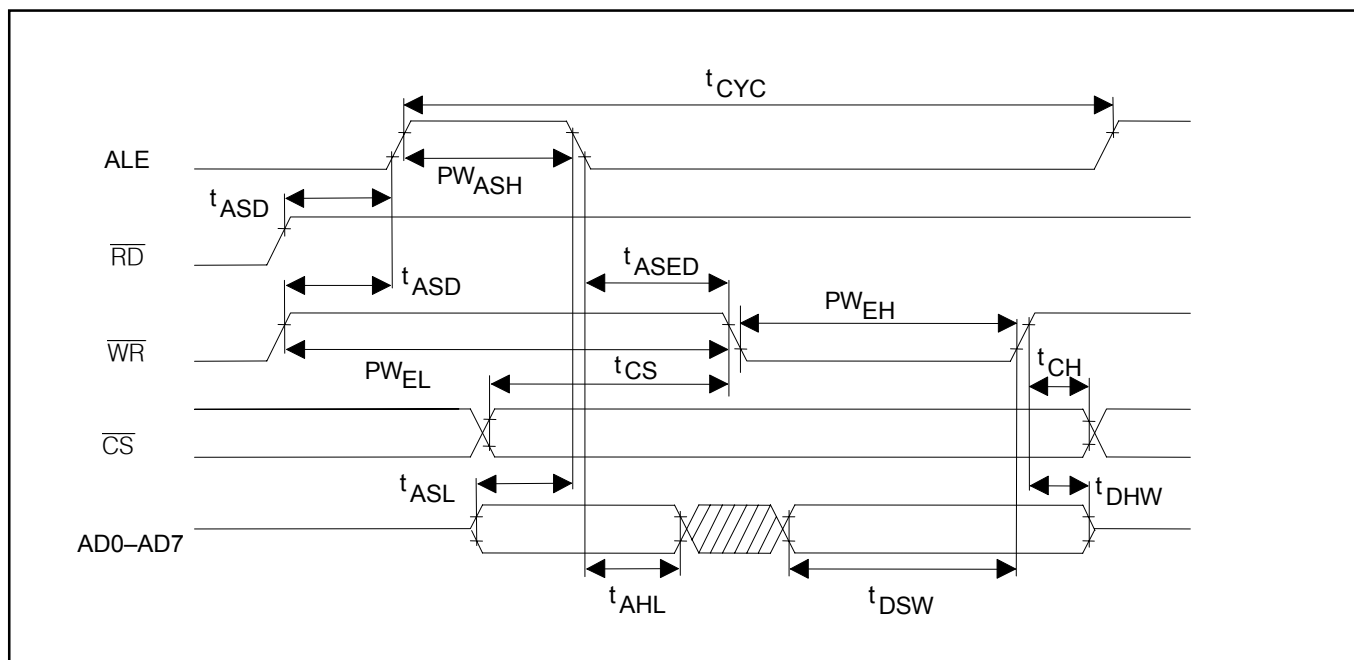 tCYC
ALE
PWASH
tASD
RD
tASED
tASD
PWEH
WR
tCS
PWEL
tCH
CS
tASL
tDHW
AD0–AD7
tAHL
tDSW